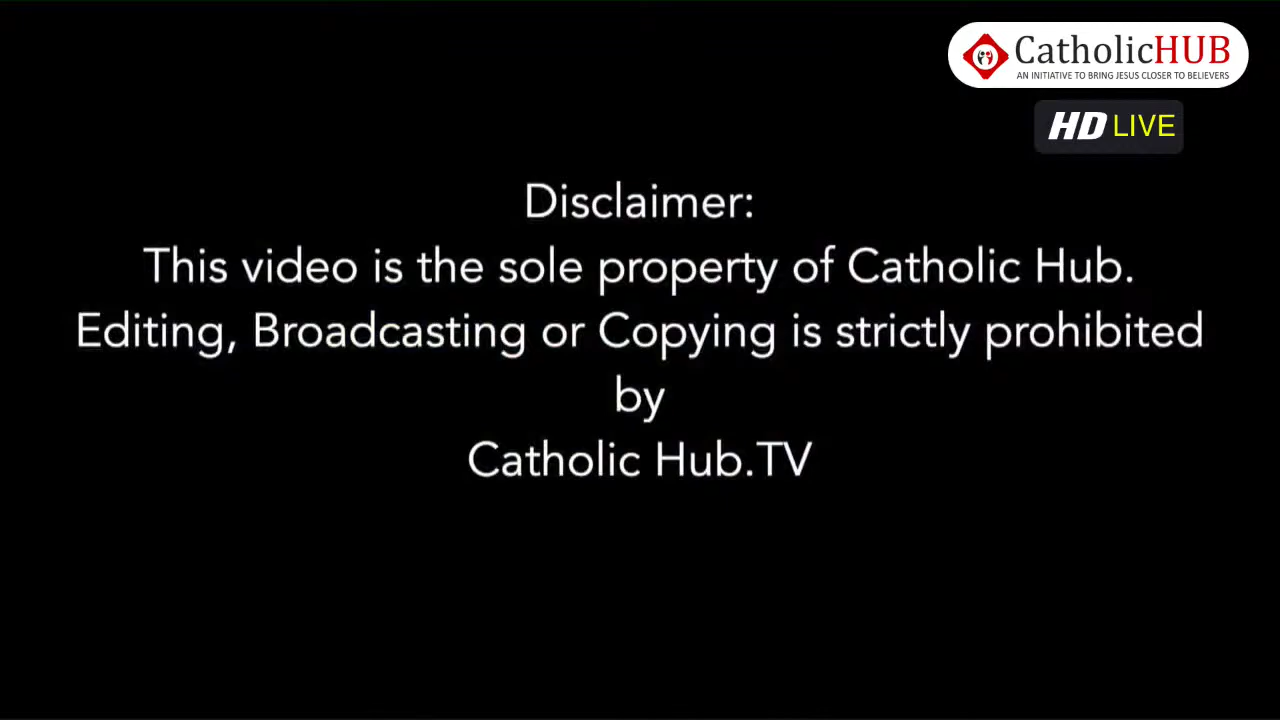 CatholicHUB
AN INITIATIVE TO BRING JESUS CLOSER TO BELIEVERS
HD LIVE
Disclaimer:
This video is the sole property of Catholic Hub.
Editing, Broadcasting or Copying is strictly prohibited
by
Catholic Hub.TV